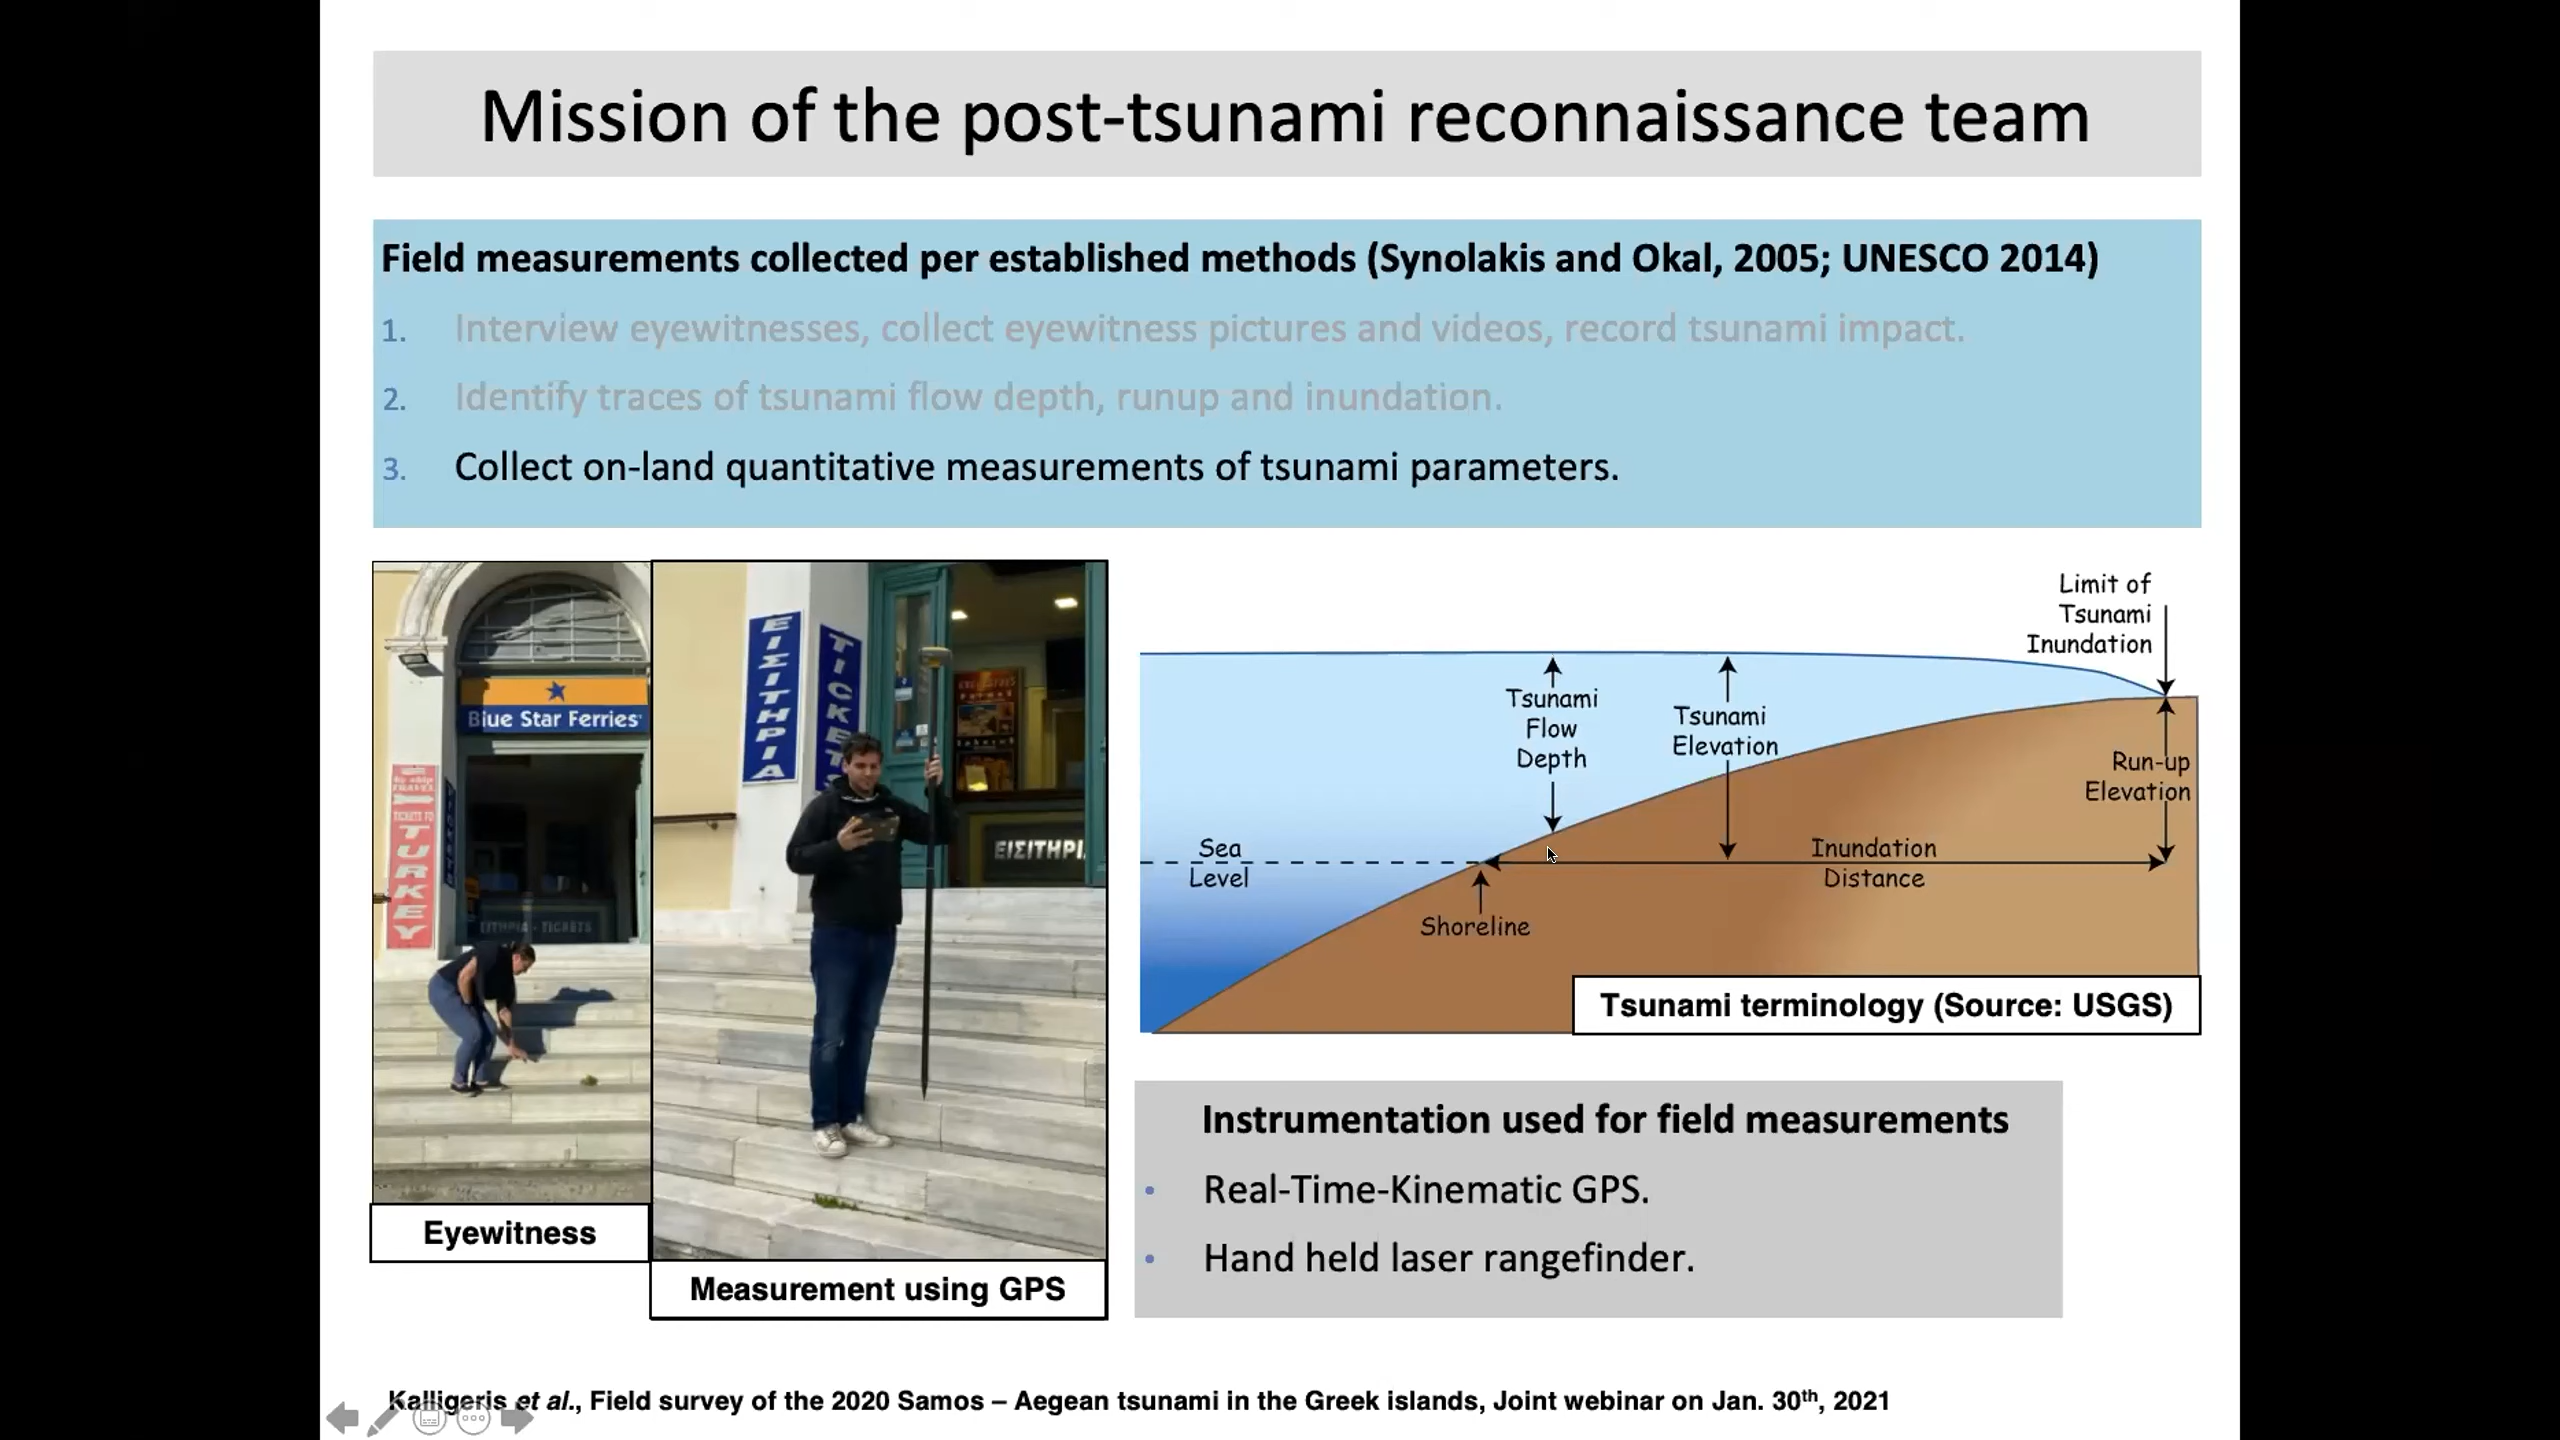 Mission of the post-tsunami reconnaissance team
Field measurements collected per established methods (Synolakis and Okal, 2005; UNESCO 2014)
1. Interview eyewitnesses, collect eyewitness pictures and videos, record tsunami impact.
2. Identify traces of tsunami flow depth, runup and inundation.
3. Collect on-land quantitative measurements of tsunami parameters.
Blue Star Ferries
TICKETS TO
TURKEY
ΕΙΣΙΤΗΡΙΑ - TICKETS
Eyewitness
ΕΙΣΙΤΗΡΙΑ
TICKETS
ΕΙΣΙΤΗΡΙ
Measurement using GPS
Limit of
Tsunami
Inundation
Tsunami
Flow
Depth
Tsunami
Elevation
Run-up
Elevation
Sea
Level
Inundation
Distance
Shoreline
Tsunami terminology (Source: USGS)
Instrumentation used for field measurements
• Real-Time-Kinematic GPS.
• Hand held laser rangefinder.
Kalligeris et al., Field survey of the 2020 Samos – Aegean tsunami in the Greek islands, Joint webinar on Jan. 30th, 2021